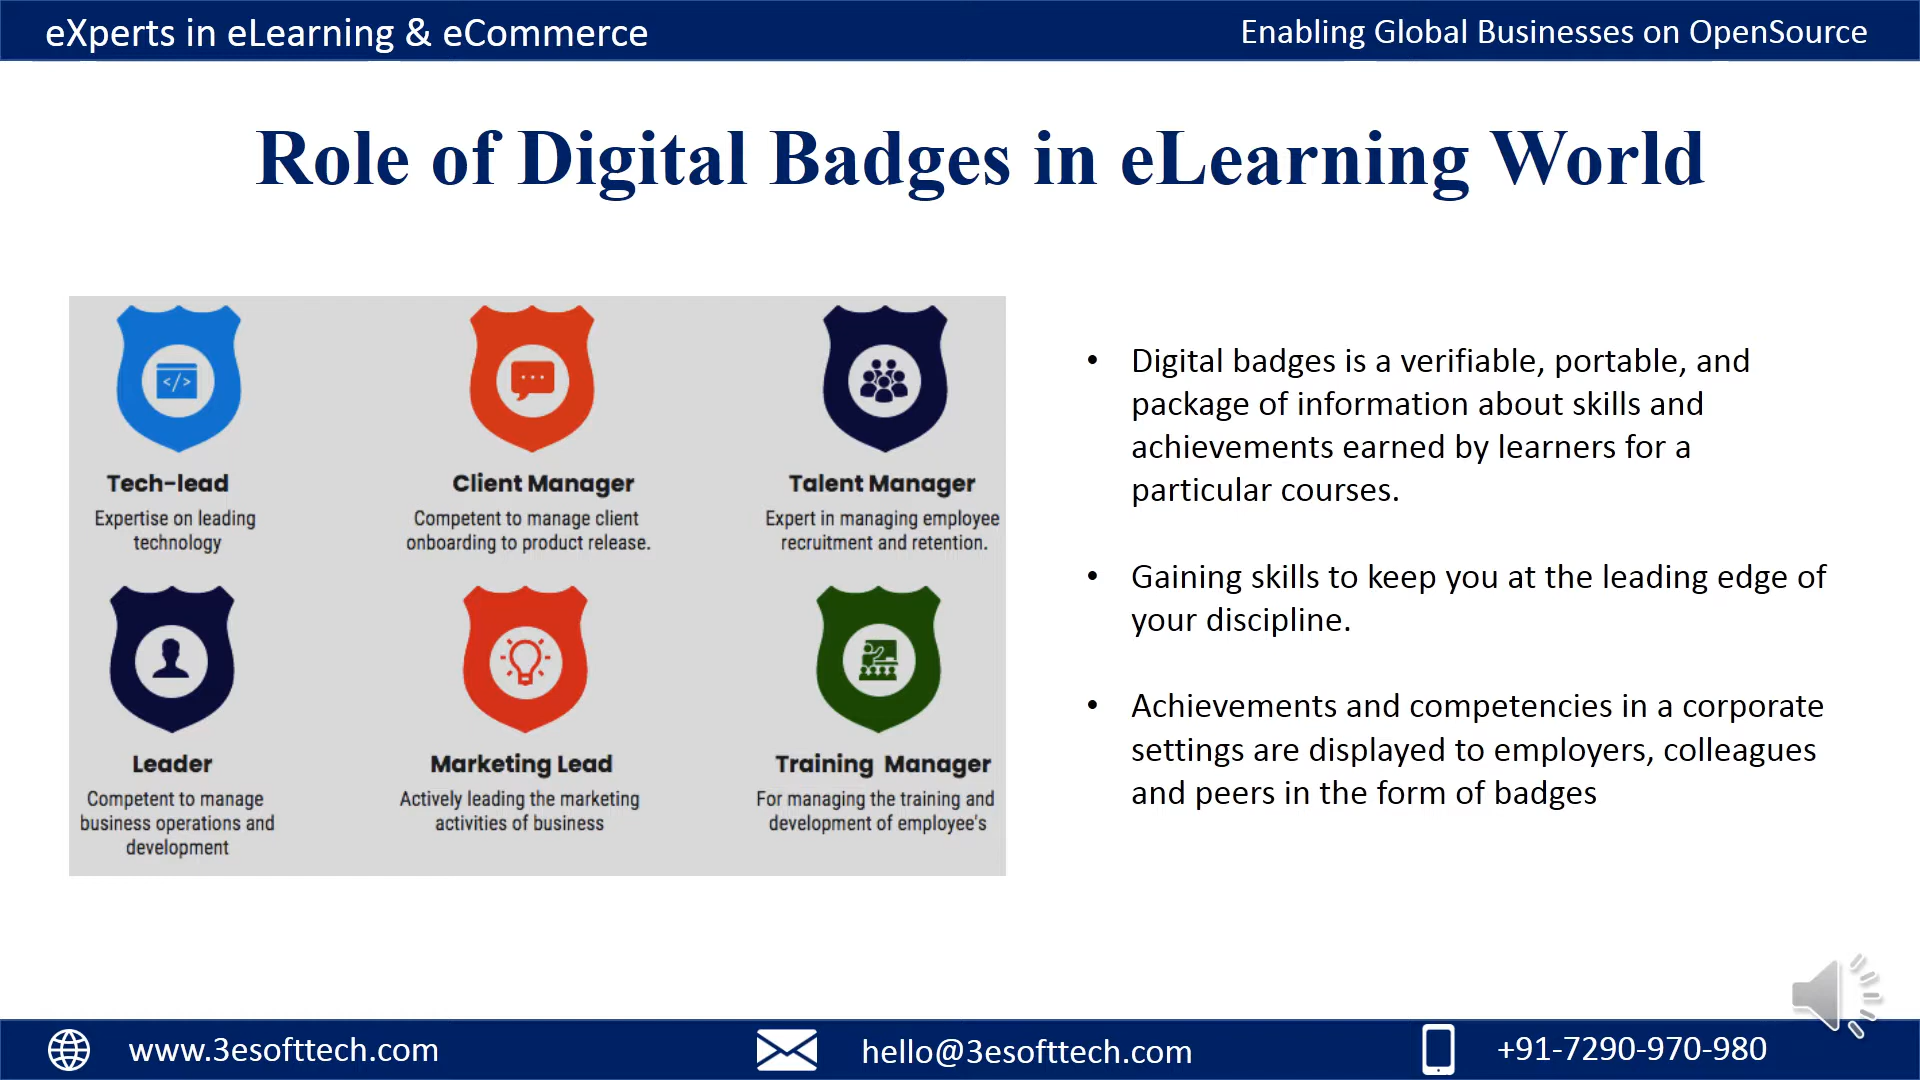 eXperts in eLearning & eCommerce
Enabling Global Businesses on OpenSource
Role of Digital Badges in eLearning World
</>
Tech-lead
Expertise on leading
technology
Client Manager
Competent to manage client
onboarding to product release.
Talent Manager
Expert in managing employee
recruitment and retention.
Leader
Competent to manage
business operations and
development
Marketing Lead
Actively leading the marketing
activities of business
Training Manager
For managing the training and
development of employee's
• Digital badges is a verifiable, portable, and
package of information about skills and
achievements earned by learners for a
particular courses.
• Gaining skills to keep you at the leading edge of
your discipline.
• Achievements and competencies in a corporate
settings are displayed to employers, colleagues
and peers in the form of badges
www.3esofttech.com
hello@3esofttech.com
+91-7290-970-980